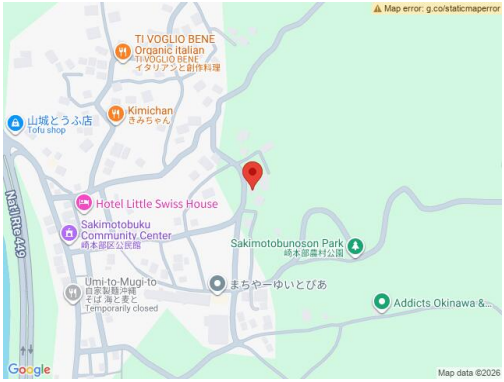 Map error: g.co/staticmaperror
TI VOGLIO BENE
Organic italian
TI VOGLIO BENE
イタリアンと創作料理
Kimichan
きみちゃん
山城とうふ店
Tofu shop
Nat'l Rte 449
Hotel Little Swiss House
Sakimotobuku
Community Center
崎本部区公民館
Sakimotobunoson Park
崎本部農村公園
Umi-to-Mugi-to
自家製麺沖縄
そば 海と麦と
Temporarily closed
まちやーゆいとぴあ
Addicts Okinawa &...
Google
Map data ©2026